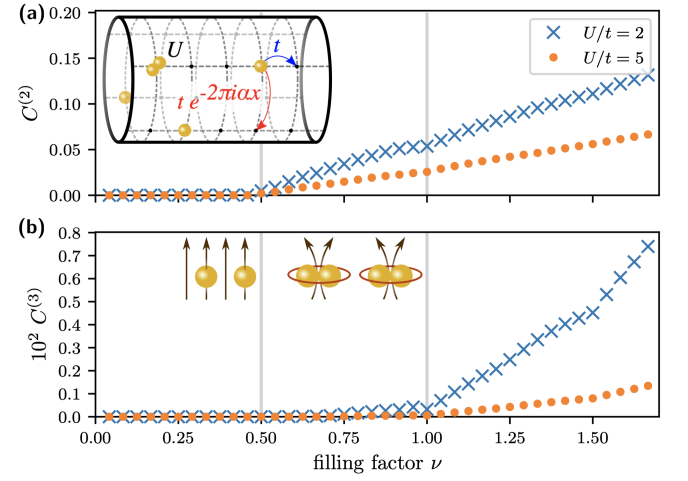 (a)
U
t
t e^-2πiαx
U/t = 2
U/t = 5
C^(2)
0.20
0.15
0.10
0.05
0.00
(b)
10^2 C^(3)
0.8
0.7
0.6
0.5
0.4
0.3
0.2
0.1
0.0
0.00 0.25 0.50 0.75 1.00 1.25 1.50
filling factor ν